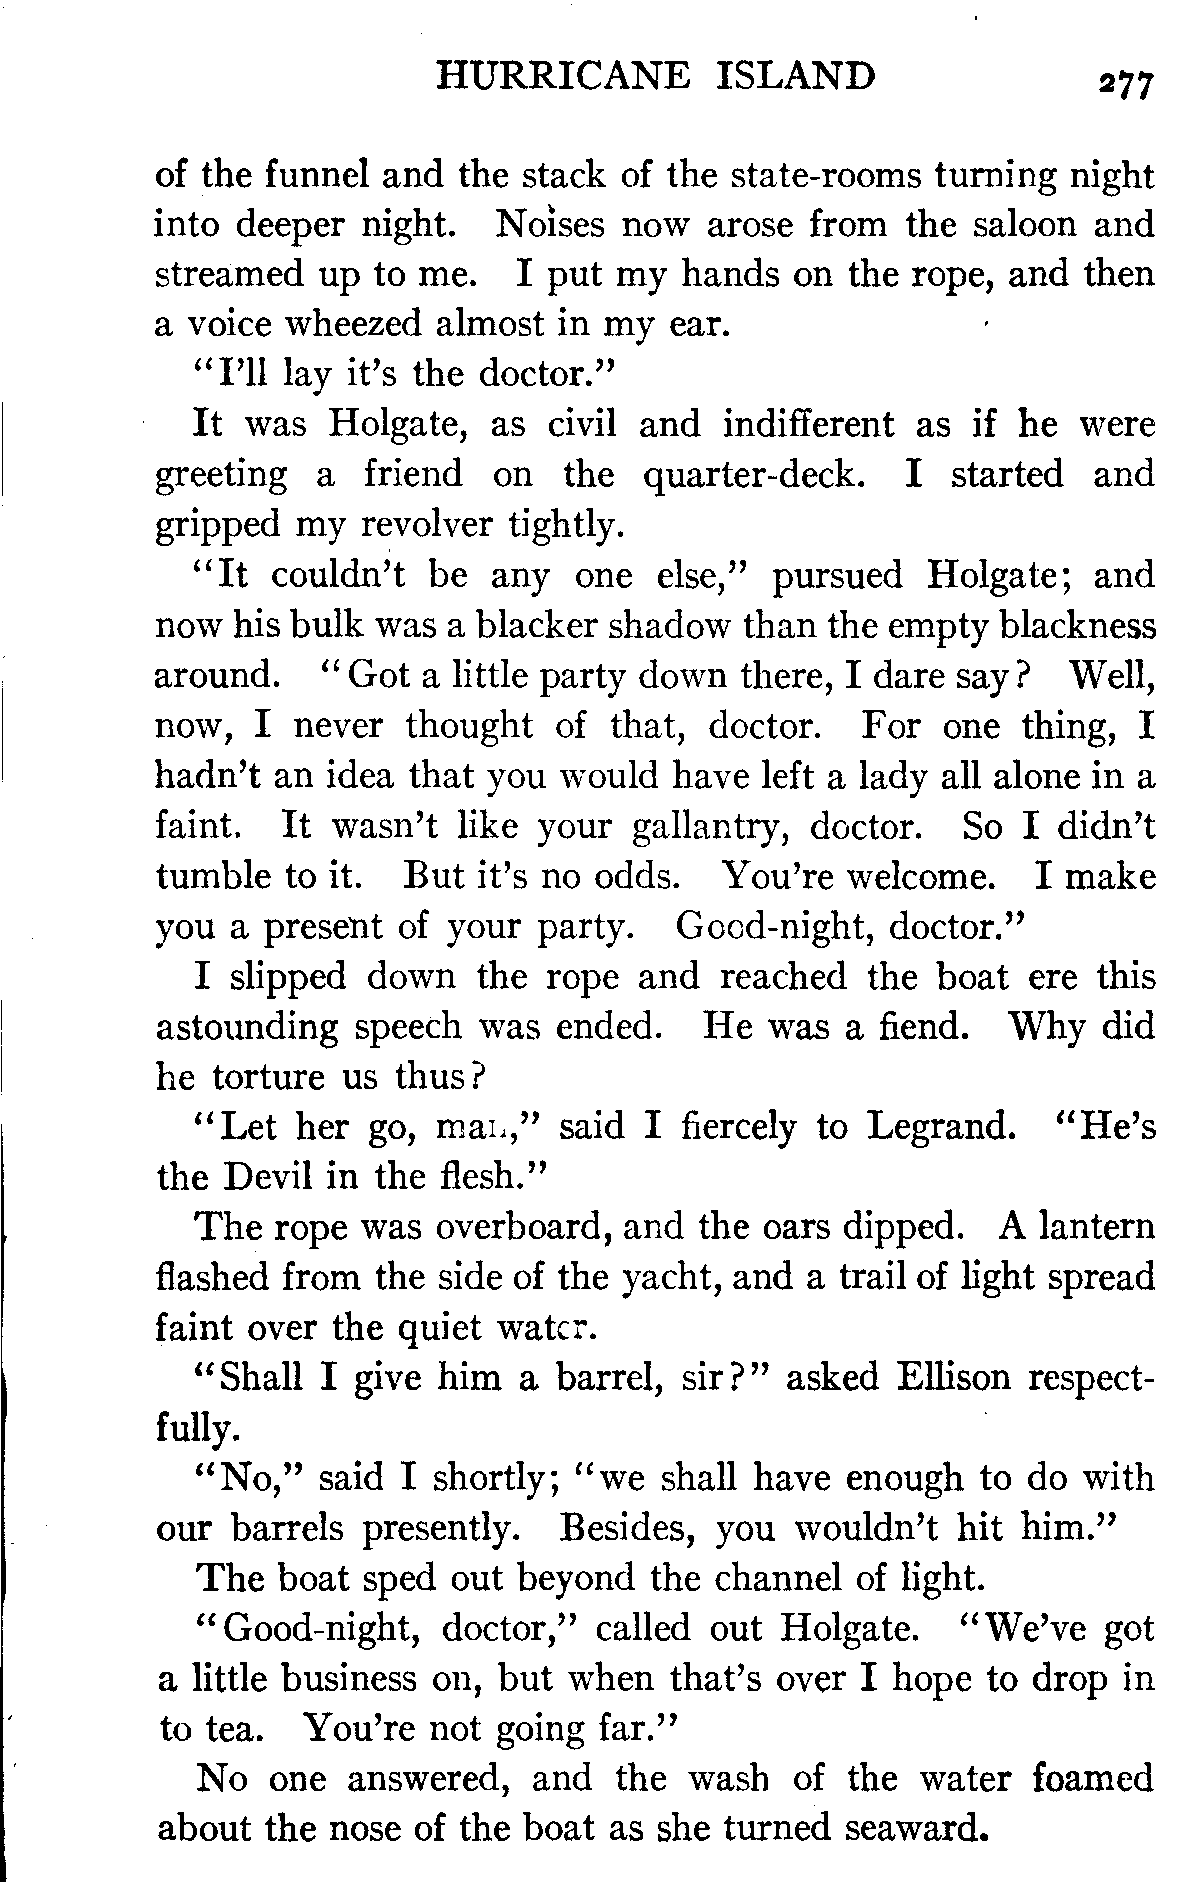 HURRICANE ISLAND 277
of the funnel and the stack of the state-rooms turning night
into deeper night. Noises now arose from the saloon and
streamed up to me. I put my hands on the rope, and then
a voice wheezed almost in my ear.
"I'll lay it's the doctor."
It was Holgate, as civil and indifferent as if he were
greeting a friend on the quarter-deck. I started and
gripped my revolver tightly.
"It couldn't be any one else," pursued Holgate; and
now his bulk was a blacker shadow than the empty blackness
around. "Got a little party down there, I dare say? Well,
now, I never thought of that, doctor. For one thing, I
hadn't an idea that you would have left a lady all alone in a
faint. It wasn't like your gallantry, doctor. So I didn't
tumble to it. But it's no odds. You're welcome. I make
you a present of your party. Good-night, doctor."
I slipped down the rope and reached the boat ere this
astounding speech was ended. He was a fiend. Why did
he torture us thus?
"Let her go, man," said I fiercely to Legrand. "He's
the Devil in the flesh."
The rope was overboard, and the oars dipped. A lantern
flashed from the side of the yacht, and a trail of light spread
faint over the quiet water.
"Shall I give him a barrel, sir?" asked Ellison respect-
fully.
"No," said I shortly; "we shall have enough to do with
our barrels presently. Besides, you wouldn't hit him."
The boat sped out beyond the channel of light.
"Good-night, doctor," called out Holgate. "We've got
a little business on, but when that's over I hope to drop in
to tea. You're not going far."
No one answered, and the wash of the water foamed
about the nose of the boat as she turned seaward.